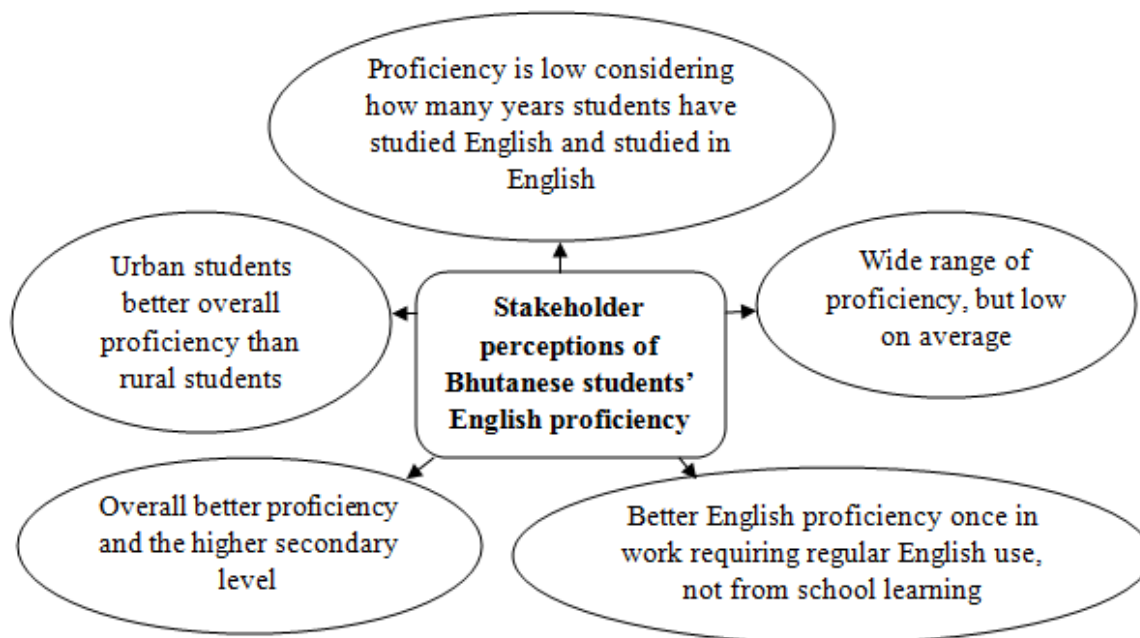 Proficiency is low considering
how many years students have
studied English and studied in
English
Urban students
better overall
proficiency than
rural students
Stakeholder
perceptions of
Bhutanese students’
English proficiency
Wide range of
proficiency, but low
on average
Overall better proficiency
and the higher secondary
level
Better English proficiency once in
work requiring regular English use,
not from school learning